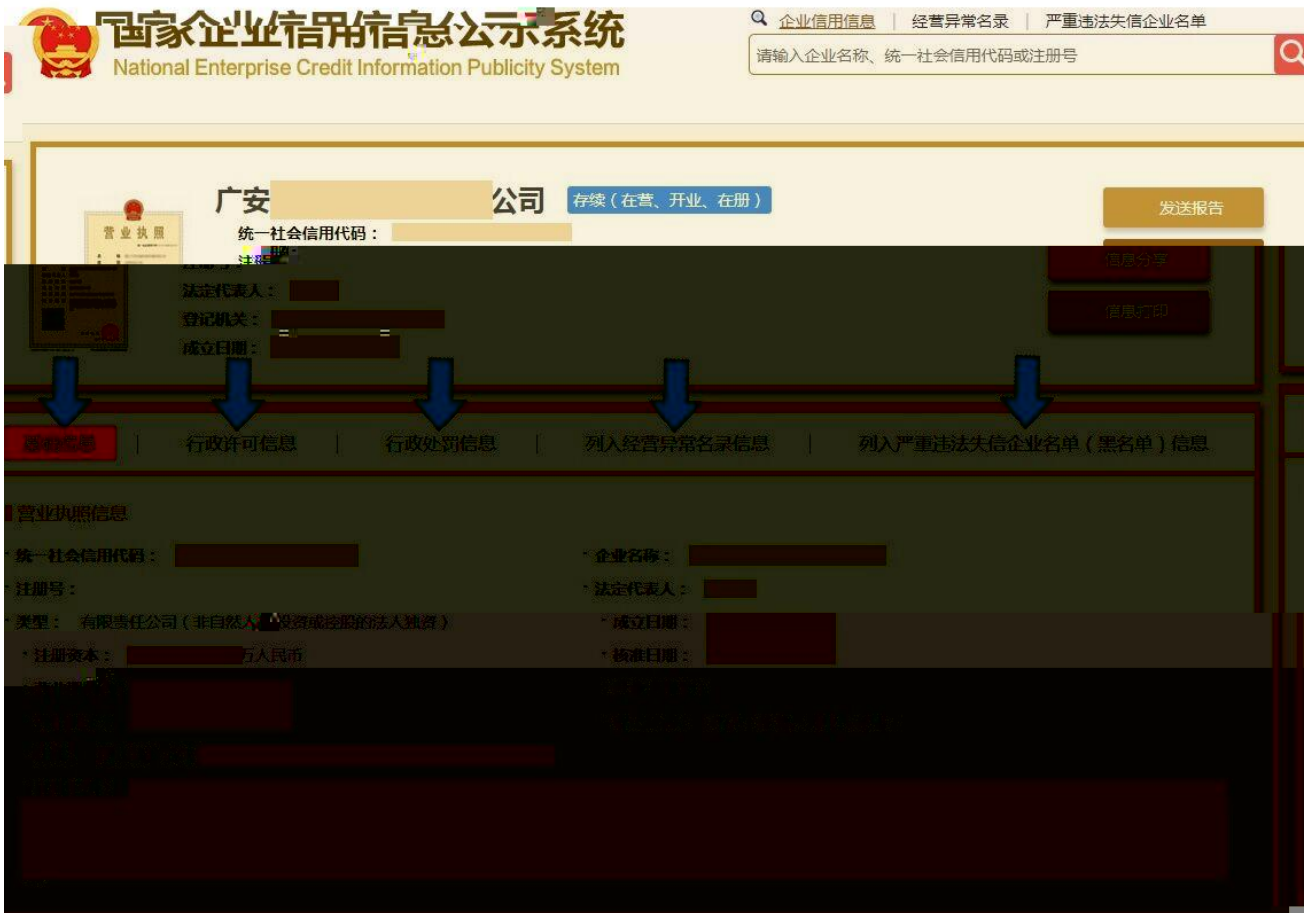 国家企业信用信息公示系统
National Enterprise Credit Information Publicity System
企业信用信息 | 经营异常名录 | 严重违法失信企业名单
请输入企业名称、统一社会信用代码或注册号
广安 公司 存续(在营、开业、在册)
发送报告
营业执照
统一社会信用代码:
注册号:
信息分享
法定代表人:
登记机关:
信息打印
成立日期:
基础信息 | 行政许可信息 | 行政处罚信息 | 列入经营异常名录信息 | 列入严重违法失信企业名单(黑名单)信息
营业执照信息
· 统一社会信用代码: · 企业名称:
· 注册号: · 法定代表人:
· 类型: 有限责任公司(非自然人投资或控股的法人独资) · 成立日期:
· 注册资本: 万人民币 · 核准日期: